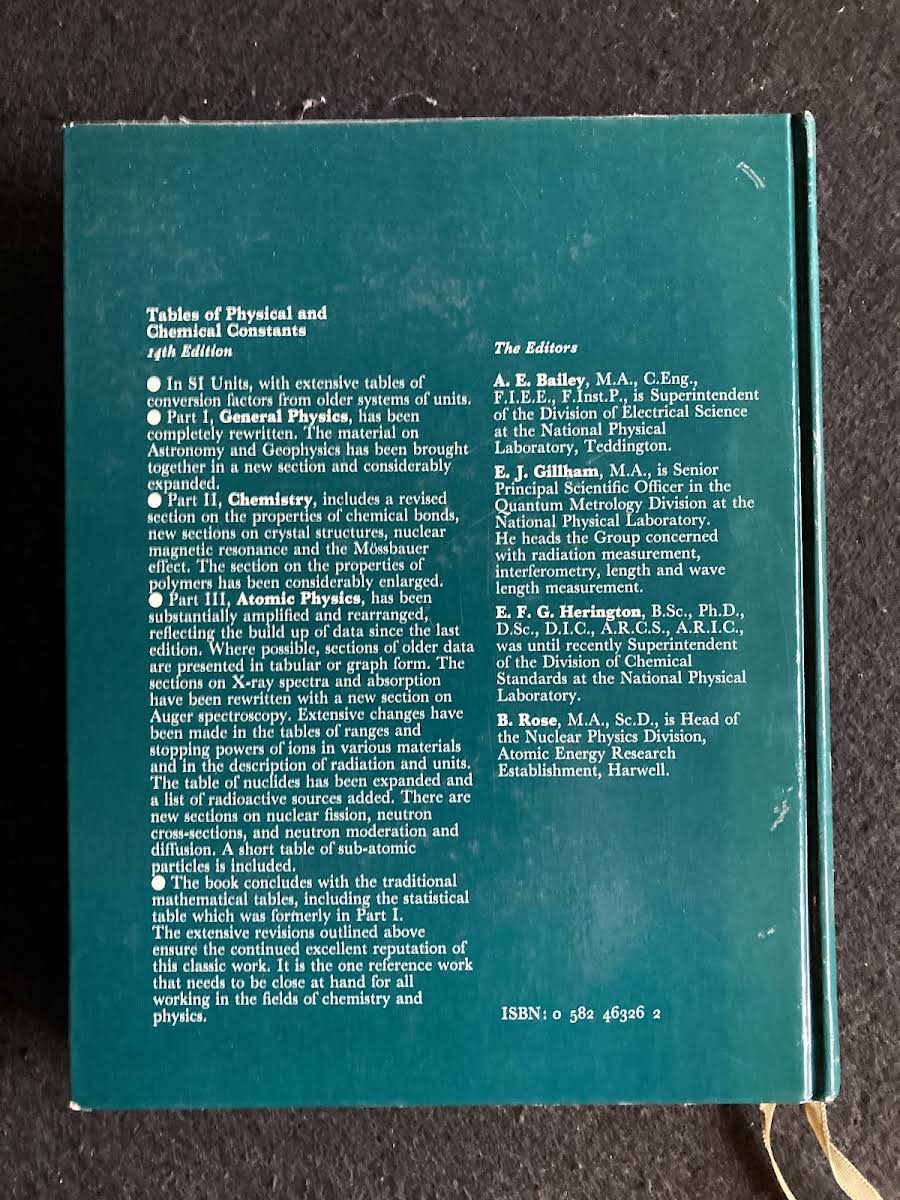 Tables of Physical and
Chemical Constants
14th Edition
● In SI Units, with extensive tables of
conversion factors from older systems of units.
● Part I, General Physics, has been
completely rewritten. The material on
Astronomy and Geophysics has been brought
together in a new section and considerably
expanded.
● Part II, Chemistry, includes a revised
section on the properties of chemical bonds,
new sections on crystal structures, nuclear
magnetic resonance and the Mössbauer
effect. The section on the properties of
polymers has been considerably enlarged.
● Part III, Atomic Physics, has been
substantially amplified and rearranged,
reflecting the build up of data since the last
edition. Where possible, sections of older data
are presented in tabular or graph form. The
sections on X-ray spectra and absorption
have been rewritten with a new section on
Auger spectroscopy. Extensive changes have
been made in the tables of ranges and
stopping powers of ions in various materials
and in the description of radiation and units.
The table of nuclides has been expanded and
a list of radioactive sources added. There are
new sections on nuclear fission, neutron
cross-sections, and neutron moderation and
diffusion. A short table of sub-atomic
particles is included.
● The book concludes with the traditional
mathematical tables, including the statistical
table which was formerly in Part I.
The extensive revisions outlined above
ensure the continued excellent reputation of
this classic work. It is the one reference work
that needs to be close at hand for all
working in the fields of chemistry and
physics.
The Editors
A. E. Bailey, M.A., C.Eng.,
F.I.E.E., F.Inst.P., is Superintendent
of the Division of Electrical Science
at the National Physical
Laboratory, Teddington.
E. J. Gillham, M.A., is Senior
Principal Scientific Officer in the
Quantum Metrology Division at the
National Physical Laboratory.
He heads the Group concerned
with radiation measurement,
interferometry, length and wave
length measurement.
E. F. G. Herington, B.Sc., Ph.D.,
D.Sc., D.I.C., A.R.C.S., A.R.I.C.,
was until recently Superintendent
of the Division of Chemical
Standards at the National Physical
Laboratory.
B. Rose, M.A., Sc.D., is Head of
the Nuclear Physics Division,
Atomic Energy Research
Establishment, Harwell.
ISBN: 0 582 46326 2